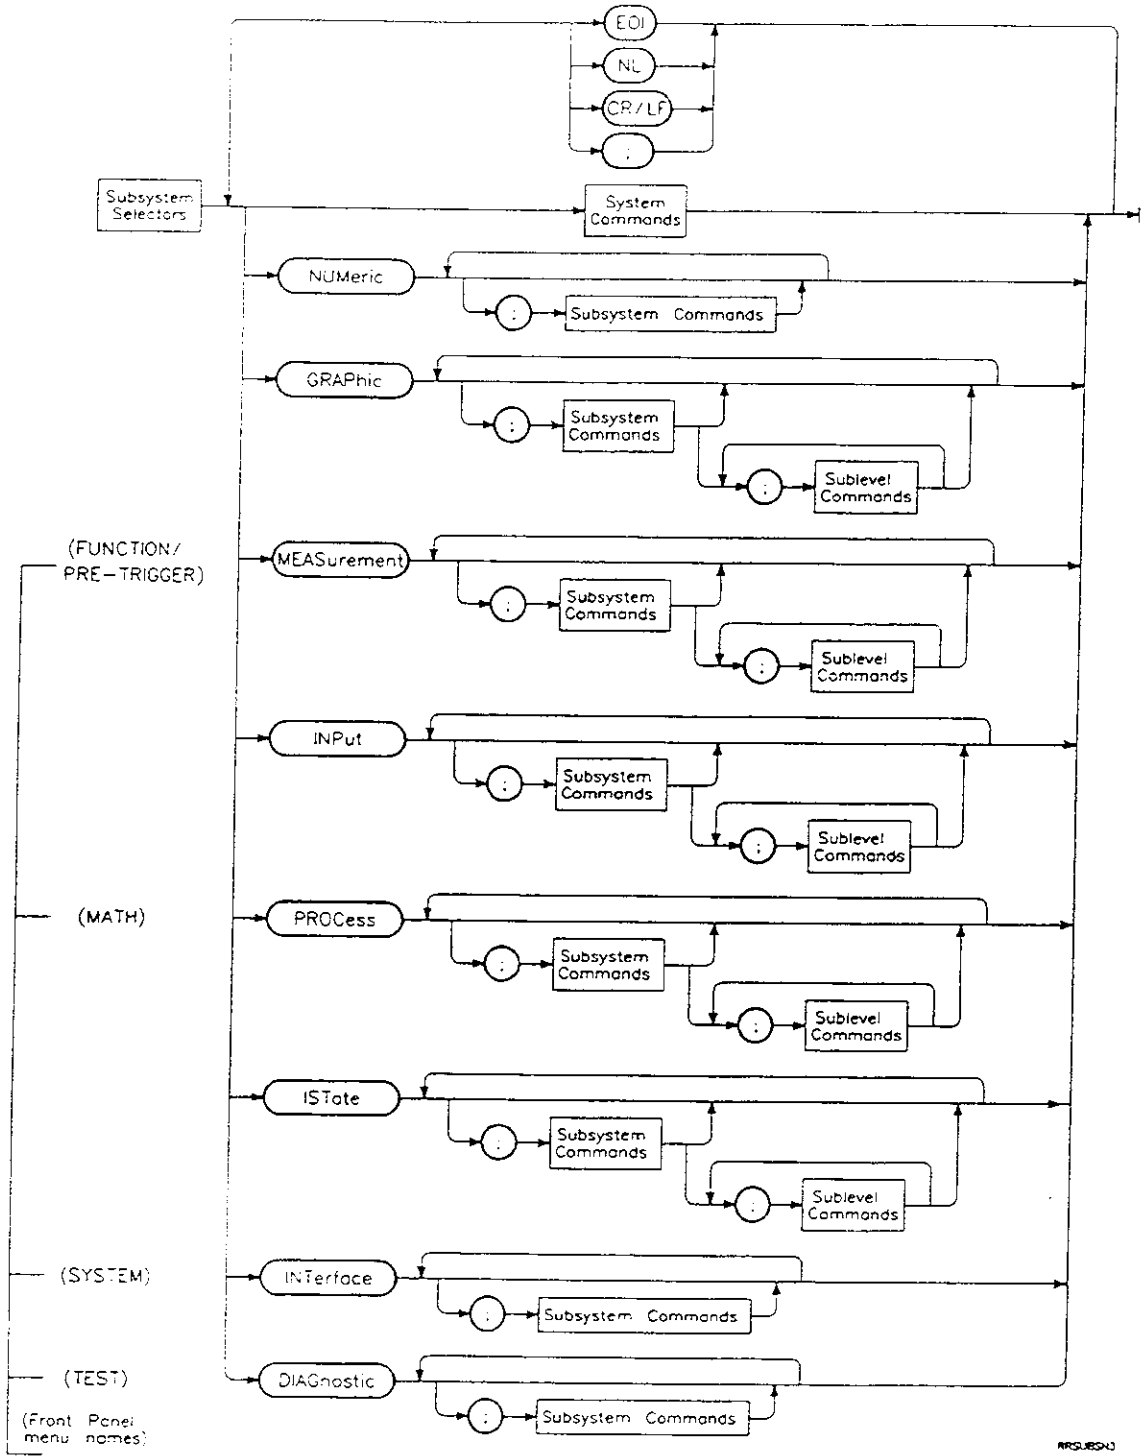 EOI
NL
CR/LF
;
Subsystem
Selectors
System
Commands
NUMeric
;
Subsystem Commands
GRAPhic
;
Subsystem
Commands
;
Sublevel
Commands
(FUNCTION/
PRE-TRIGGER)
MEASurement
;
Subsystem
Commands
;
Sublevel
Commands
INPut
;
Subsystem
Commands
;
Sublevel
Commands
(MATH)
PROCess
;
Subsystem
Commands
;
Sublevel
Commands
ISTate
;
Subsystem
Commands
;
Sublevel
Commands
(SYSTEM)
INTerface
;
Subsystem Commands
(TEST)
DIAGnostic
;
Subsystem Commands
(Front Panel
menu names)